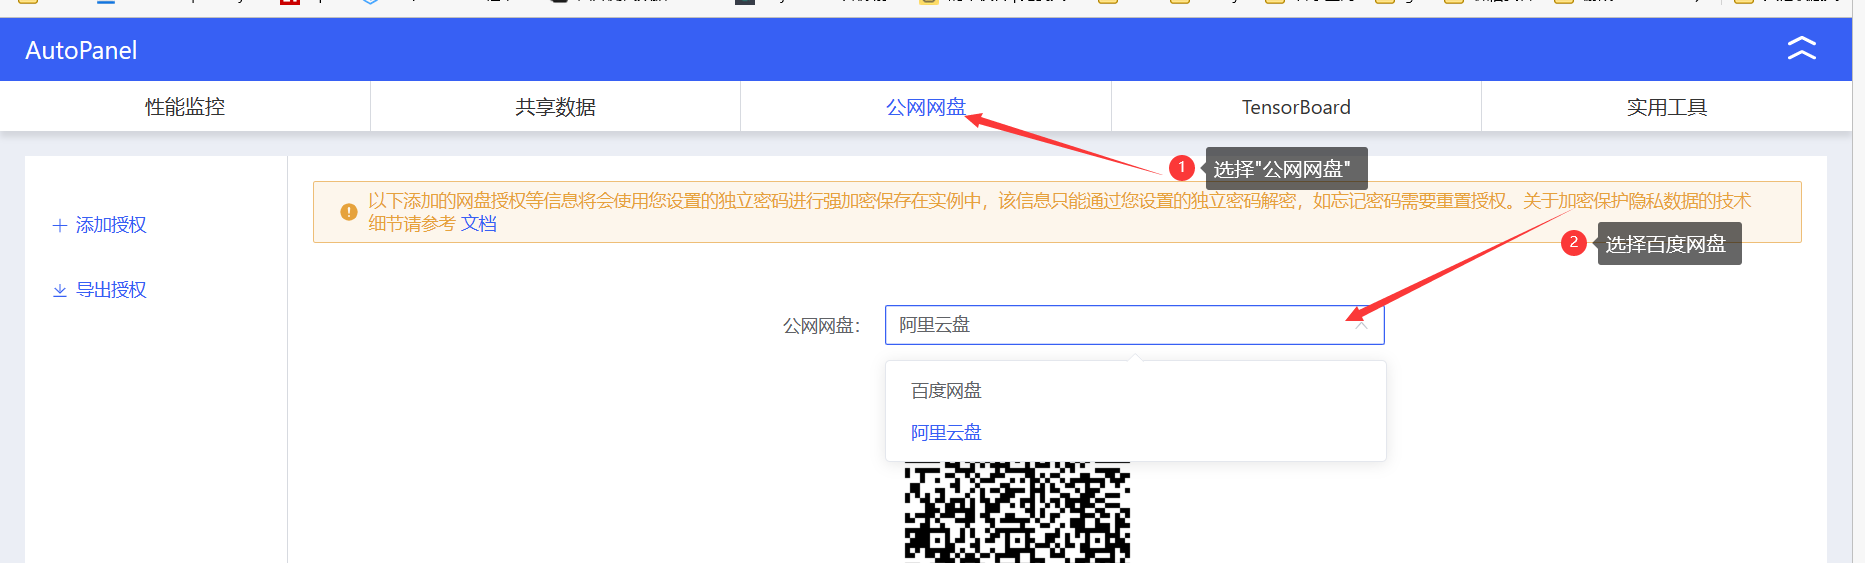 AutoPanel
性能监控
共享数据
公网网盘
TensorBoard
实用工具
1
选择"公网网盘"
添加授权
导出授权
以下添加的网盘授权等信息将会使用您设置的独立密码进行强加密保存在实例中，该信息只能通过您设置的独立密码解密，如忘记密码需要重置授权。关于加密保护隐私数据的技术
细节请参考 文档
2
选择百度网盘
公网网盘：
阿里云盘
百度网盘
阿里云盘